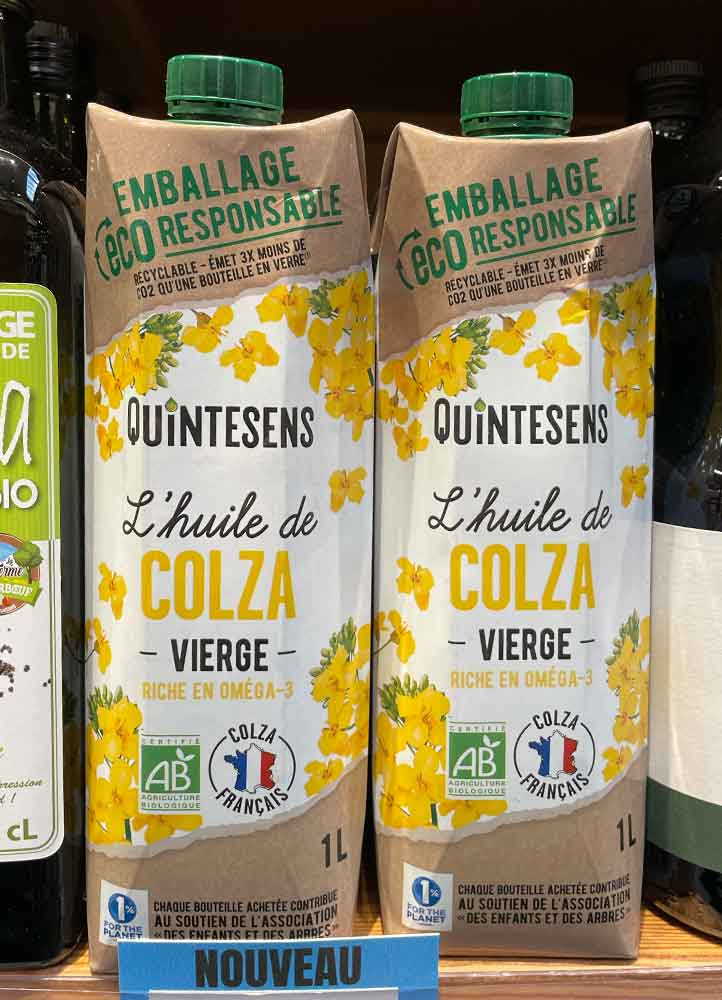 EMBALLAGE
éco RESPONSABLE
RECYCLABLE - ÉMET 3X MOINS DE
CO2 QU'UNE BOUTEILLE EN VERRE
QUINTESENS
L'huile de
COLZA
- VIERGE -
RICHE EN OMÉGA-3
CERTIFIÉ
AB
AGRICULTURE
BIOLOGIQUE
COLZA
FRANÇAIS
1L
1%
FOR THE
PLANET
CHAQUE BOUTEILLE ACHETÉE CONTRIBUE
AU SOUTIEN DE L'ASSOCIATION
« DES ENFANTS ET DES ARBRES »
EMBALLAGE
éco RESPONSABLE
RECYCLABLE - ÉMET 3X MOINS DE
CO2 QU'UNE BOUTEILLE EN VERRE
QUINTESENS
L'huile de
COLZA
- VIERGE -
RICHE EN OMÉGA-3
CERTIFIÉ
AB
AGRICULTURE
BIOLOGIQUE
COLZA
FRANÇAIS
1L
1%
FOR THE
PLANET
CHAQUE BOUTEILLE ACHETÉE CONTRIBUE
AU SOUTIEN DE L'ASSOCIATION
« DES ENFANTS ET DES ARBRES »
NOUVEAU
DE
BIO
cL